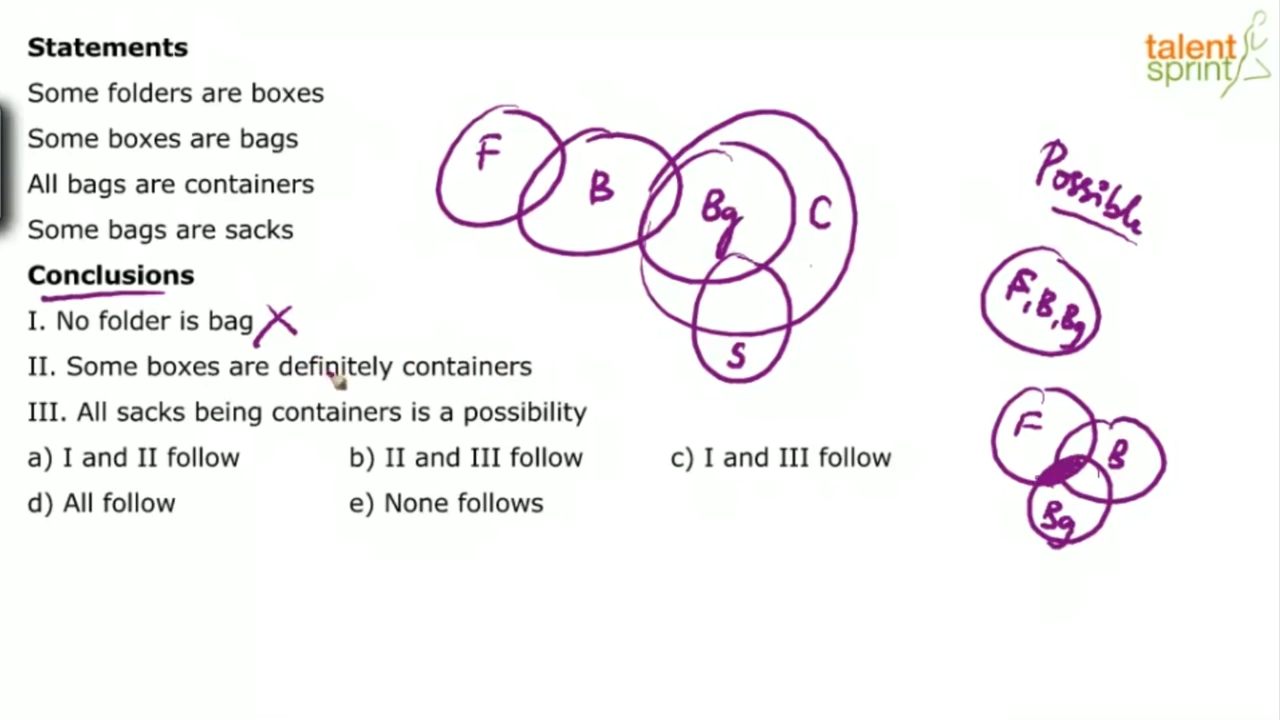 talent
sprint
Statements
Some folders are boxes
Some boxes are bags
All bags are containers
Some bags are sacks
Conclusions
I. No folder is bag
II. Some boxes are definitely containers
III. All sacks being containers is a possibility
a) I and II follow b) II and III follow c) I and III follow
d) All follow e) None follows
F B Bg C
S
Possible
F, B, Bg
F B
Bg